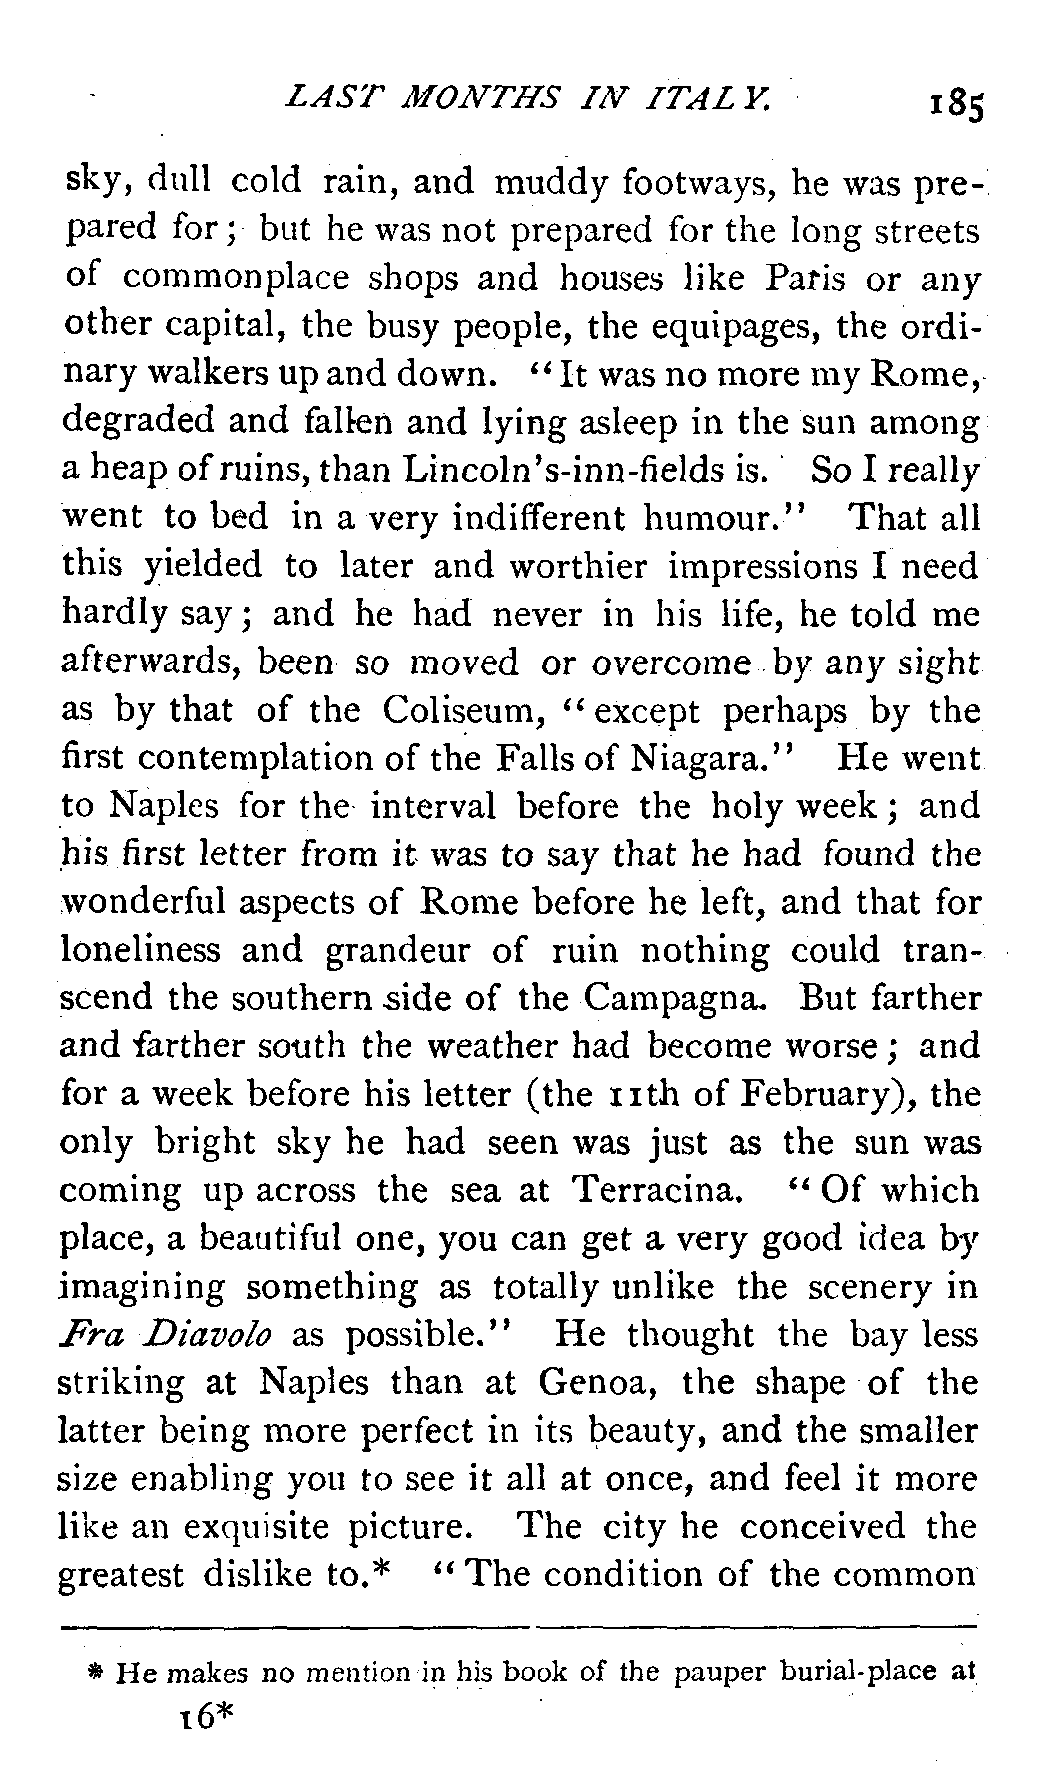 LAST MONTHS IN ITALY. 185
sky, dull cold rain, and muddy footways, he was pre-
pared for; but he was not prepared for the long streets
of commonplace shops and houses like Paris or any
other capital, the busy people, the equipages, the ordi-
nary walkers up and down. "It was no more my Rome,
degraded and fallen and lying asleep in the sun among
a heap of ruins, than Lincoln's-inn-fields is. So I really
went to bed in a very indifferent humour." That all
this yielded to later and worthier impressions I need
hardly say; and he had never in his life, he told me
afterwards, been so moved or overcome by any sight
as by that of the Coliseum, "except perhaps by the
first contemplation of the Falls of Niagara." He went
to Naples for the interval before the holy week; and
his first letter from it was to say that he had found the
wonderful aspects of Rome before he left, and that for
loneliness and grandeur of ruin nothing could tran-
scend the southern side of the Campagna. But farther
and farther south the weather had become worse; and
for a week before his letter (the 11th of February), the
only bright sky he had seen was just as the sun was
coming up across the sea at Terracina. "Of which
place, a beautiful one, you can get a very good idea by
imagining something as totally unlike the scenery in
Fra Diavolo as possible." He thought the bay less
striking at Naples than at Genoa, the shape of the
latter being more perfect in its beauty, and the smaller
size enabling you to see it all at once, and feel it more
like an exquisite picture. The city he conceived the
greatest dislike to.* "The condition of the common
* He makes no mention in his book of the pauper burial-place at
16*